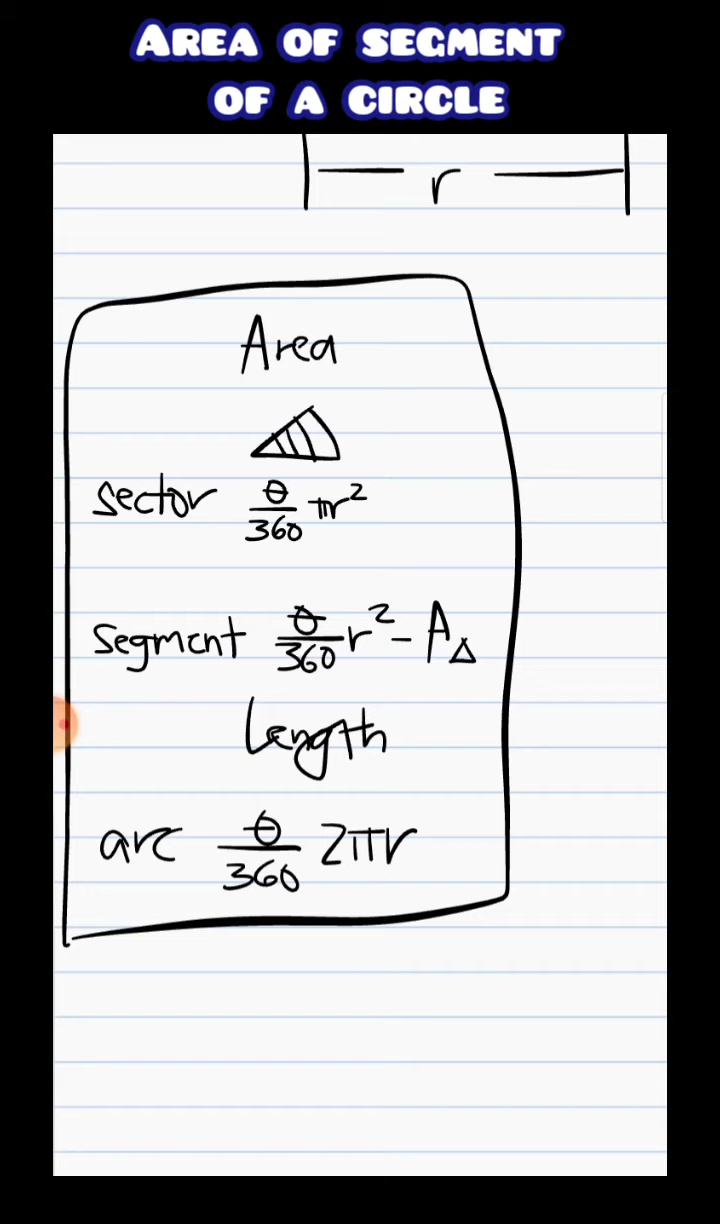 AREA OF SEGMENT
OF A CIRCLE
r
Area
sector θ/360 πr²
segment θ/360 r² - A△
Length
arc θ/360 2πr